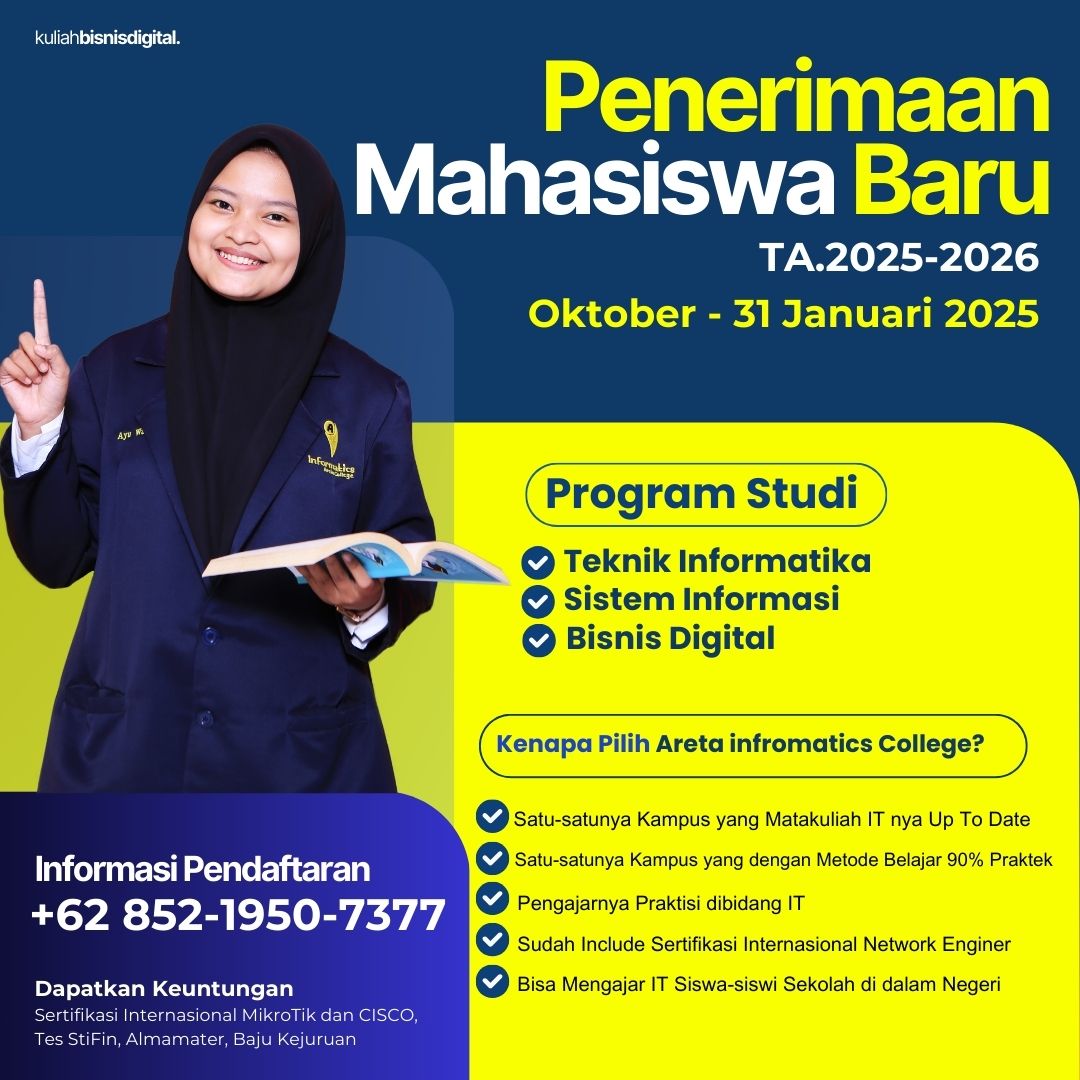 kuliahbisnisdigital.
Penerimaan
Mahasiswa Baru
TA.2025-2026
Oktober - 31 Januari 2025
Ayu
Informatics
Program Studi
Teknik Informatika
Sistem Informasi
Bisnis Digital
Kenapa Pilih Areta infromatics College?
Satu-satunya Kampus yang Matakuliah IT nya Up To Date
Satu-satunya Kampus yang dengan Metode Belajar 90% Praktek
Pengajarnya Praktisi dibidang IT
Sudah Include Sertifikasi Internasional Network Enginer
Bisa Mengajar IT Siswa-siswi Sekolah di dalam Negeri
Informasi Pendaftaran
+62 852-1950-7377
Dapatkan Keuntungan
Sertifikasi Internasional MikroTik dan CISCO,
Tes StiFin, Almamater, Baju Kejuruan